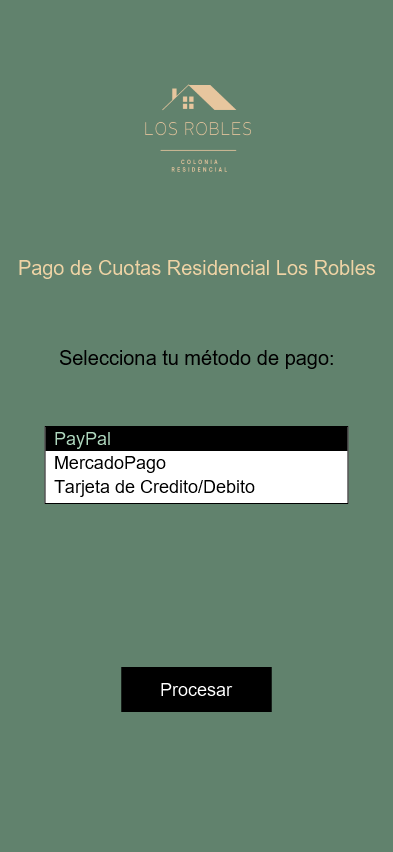 LOS ROBLES
COLONIA
RESIDENCIAL
Pago de Cuotas Residencial Los Robles
Selecciona tu método de pago:
PayPal
MercadoPago
Tarjeta de Credito/Debito
Procesar